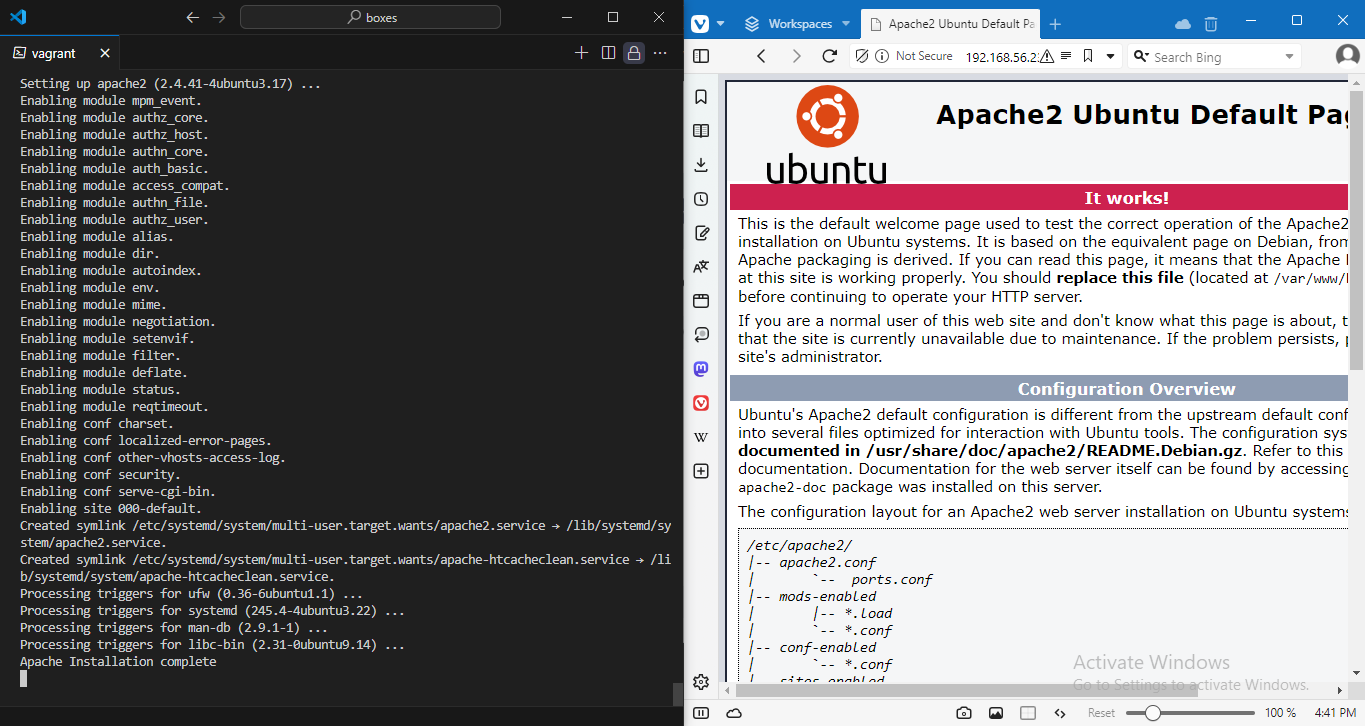 boxes
vagrant
Setting up apache2 (2.4.41-4ubuntu3.17) ...
Enabling module mpm_event.
Enabling module authz_core.
Enabling module authz_host.
Enabling module authn_core.
Enabling module auth_basic.
Enabling module access_compat.
Enabling module authn_file.
Enabling module authz_user.
Enabling module alias.
Enabling module dir.
Enabling module autoindex.
Enabling module env.
Enabling module mime.
Enabling module negotiation.
Enabling module setenvif.
Enabling module filter.
Enabling module deflate.
Enabling module status.
Enabling module reqtimeout.
Enabling conf charset.
Enabling conf localized-error-pages.
Enabling conf other-vhosts-access-log.
Enabling conf security.
Enabling conf serve-cgi-bin.
Enabling site 000-default.
Created symlink /etc/systemd/system/multi-user.target.wants/apache2.service → /lib/systemd/sy
stem/apache2.service.
Created symlink /etc/systemd/system/multi-user.target.wants/apache-htcacheclean.service → /li
b/systemd/system/apache-htcacheclean.service.
Processing triggers for ufw (0.36-6ubuntu1.1) ...
Processing triggers for systemd (245.4-4ubuntu3.22) ...
Processing triggers for man-db (2.9.1-1) ...
Processing triggers for libc-bin (2.31-0ubuntu9.14) ...
Apache Installation complete
Workspaces
Apache2 Ubuntu Default Pa
Not Secure 192.168.56.2
Search Bing
W
ubuntu
Apache2 Ubuntu Default Pag
It works!
This is the default welcome page used to test the correct operation of the Apache2
installation on Ubuntu systems. It is based on the equivalent page on Debian, from
Apache packaging is derived. If you can read this page, it means that the Apache
at this site is working properly. You should replace this file (located at /var/www/
before continuing to operate your HTTP server.
If you are a normal user of this web site and don't know what this page is about, t
that the site is currently unavailable due to maintenance. If the problem persists,
site's administrator.
Configuration Overview
Ubuntu's Apache2 default configuration is different from the upstream default conf
into several files optimized for interaction with Ubuntu tools. The configuration sys
documented in /usr/share/doc/apache2/README.Debian.gz. Refer to this
documentation. Documentation for the web server itself can be found by accessing
apache2-doc package was installed on this server.
The configuration layout for an Apache2 web server installation on Ubuntu systems
/etc/apache2/
|-- apache2.conf
|       `--  ports.conf
|-- mods-enabled
|       |-- *.load
|       `-- *.conf
|-- conf-enabled
|       `-- *.conf
|-- sites-enabled
Activate Windows
Go to Settings to activate Windows.
Reset
100 %
4:41 PM